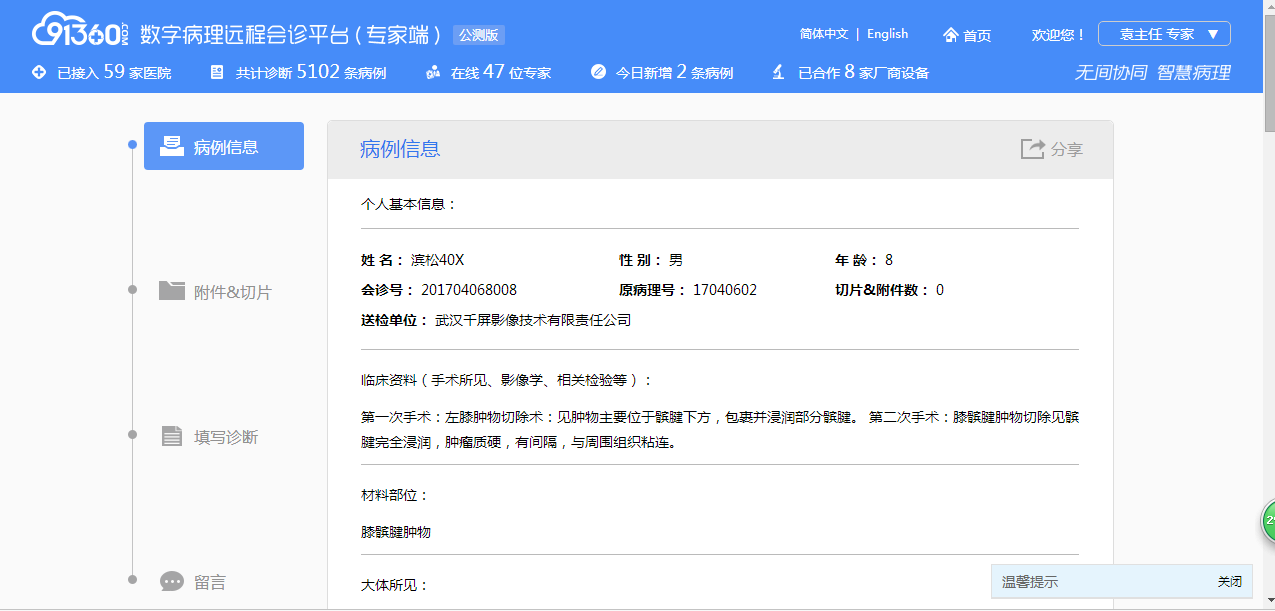 91360.COM 数字病理远程会诊平台(专家端) 公测版
简体中文 | English 首页 欢迎您! 袁主任 专家 ▼
已接入 59 家医院 共计诊断 5102 条病例 在线 47 位专家 今日新增 2 条病例 已合作 8 家厂商设备 无间协同 智慧病理
病例信息
附件&切片
填写诊断
留言
病例信息 分享
个人基本信息:
姓 名: 滨松40X 性 别: 男 年 龄: 8
会诊号: 201704068008 原病理号: 17040602 切片&附件数: 0
送检单位: 武汉千屏影像技术有限责任公司
临床资料(手术所见、影像学、相关检验等):
第一次手术:左膝肿物切除术:见肿物主要位于髌腱下方,包裹并浸润部分髌腱。 第二次手术:膝髌腱肿物切除见髌
腱完全浸润,肿瘤质硬,有间隔,与周围组织粘连。
材料部位:
膝髌腱肿物
大体所见:
温馨提示 关闭